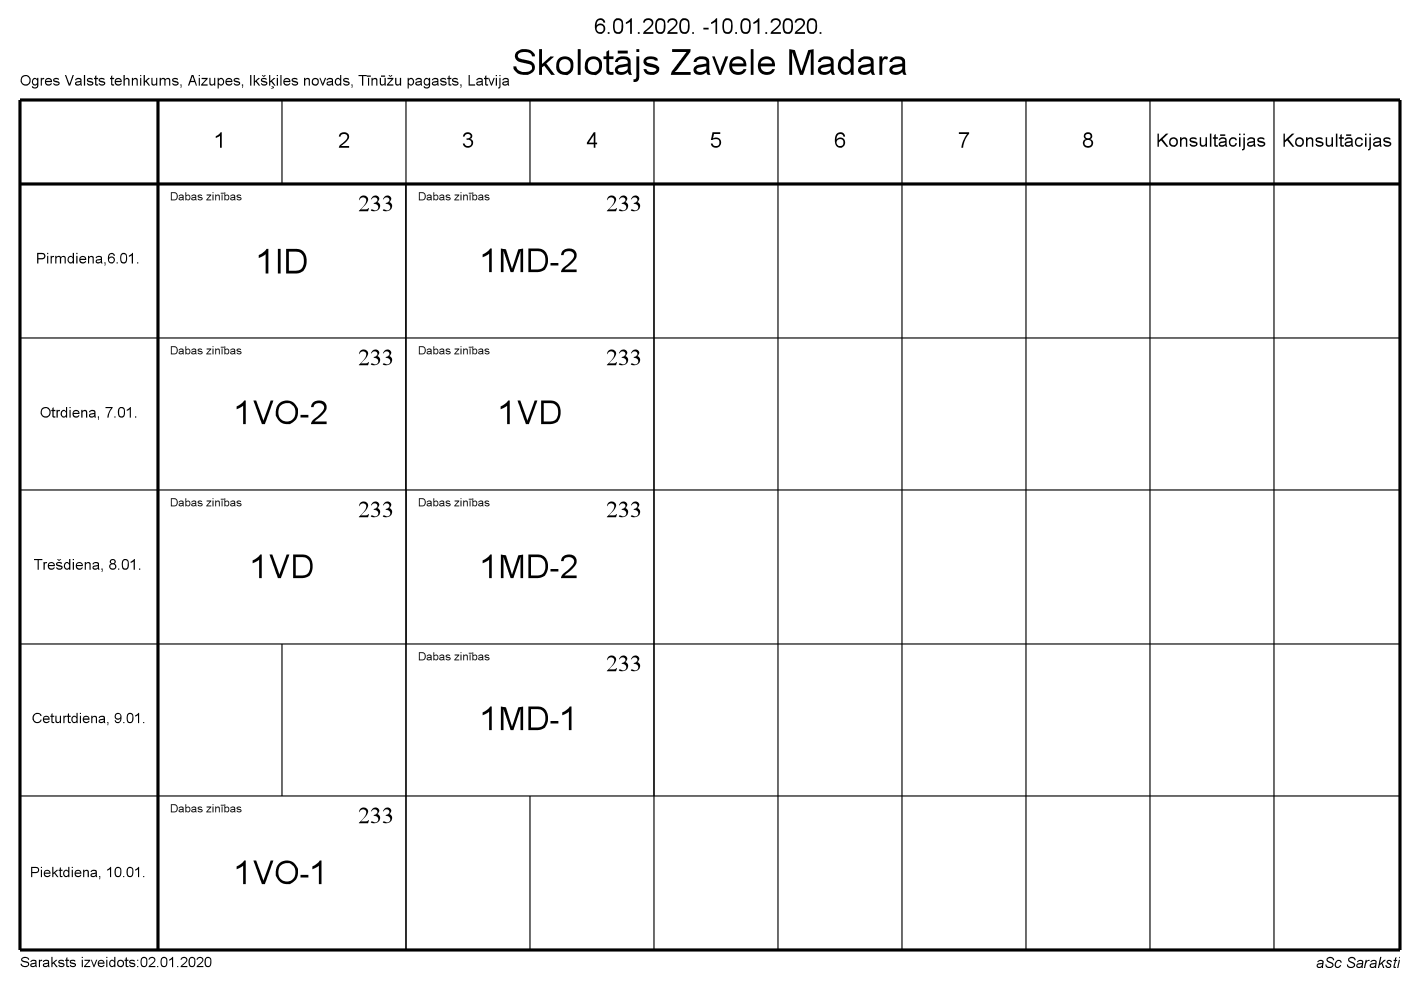 6.01.2020. -10.01.2020.
Skolotājs Zavele Madara
Ogres Valsts tehnikums, Aizupes, Ikšķiles novads, Tīnūžu pagasts, Latvija
1 2 3 4 5 6 7 8 Konsultācijas Konsultācijas
Dabas zinības 233 Dabas zinības 233
Pirmdiena,6.01. 1ID 1MD-2
Dabas zinības 233 Dabas zinības 233
Otrdiena, 7.01. 1VO-2 1VD
Dabas zinības 233 Dabas zinības 233
Trešdiena, 8.01. 1VD 1MD-2
Dabas zinības 233
Ceturtdiena, 9.01. 1MD-1
Dabas zinības 233
Piektdiena, 10.01. 1VO-1
Saraksts izveidots:02.01.2020 aSc Saraksti